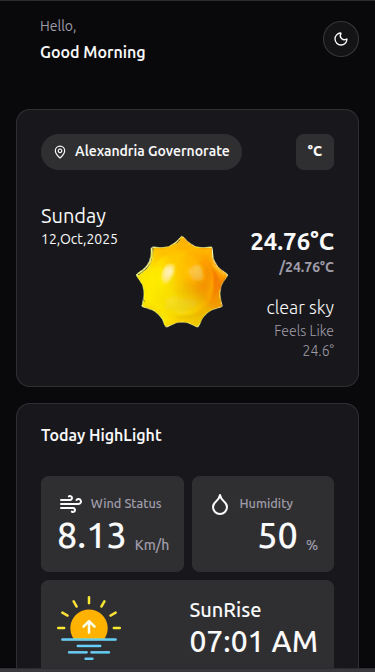 Hello,
Good Morning
Alexandria Governorate
°C
Sunday
12,Oct,2025
24.76°C
/24.76°C
clear sky
Feels Like
24.6°
Today HighLight
Wind Status
8.13 Km/h
Humidity
50 %
SunRise
07:01 AM